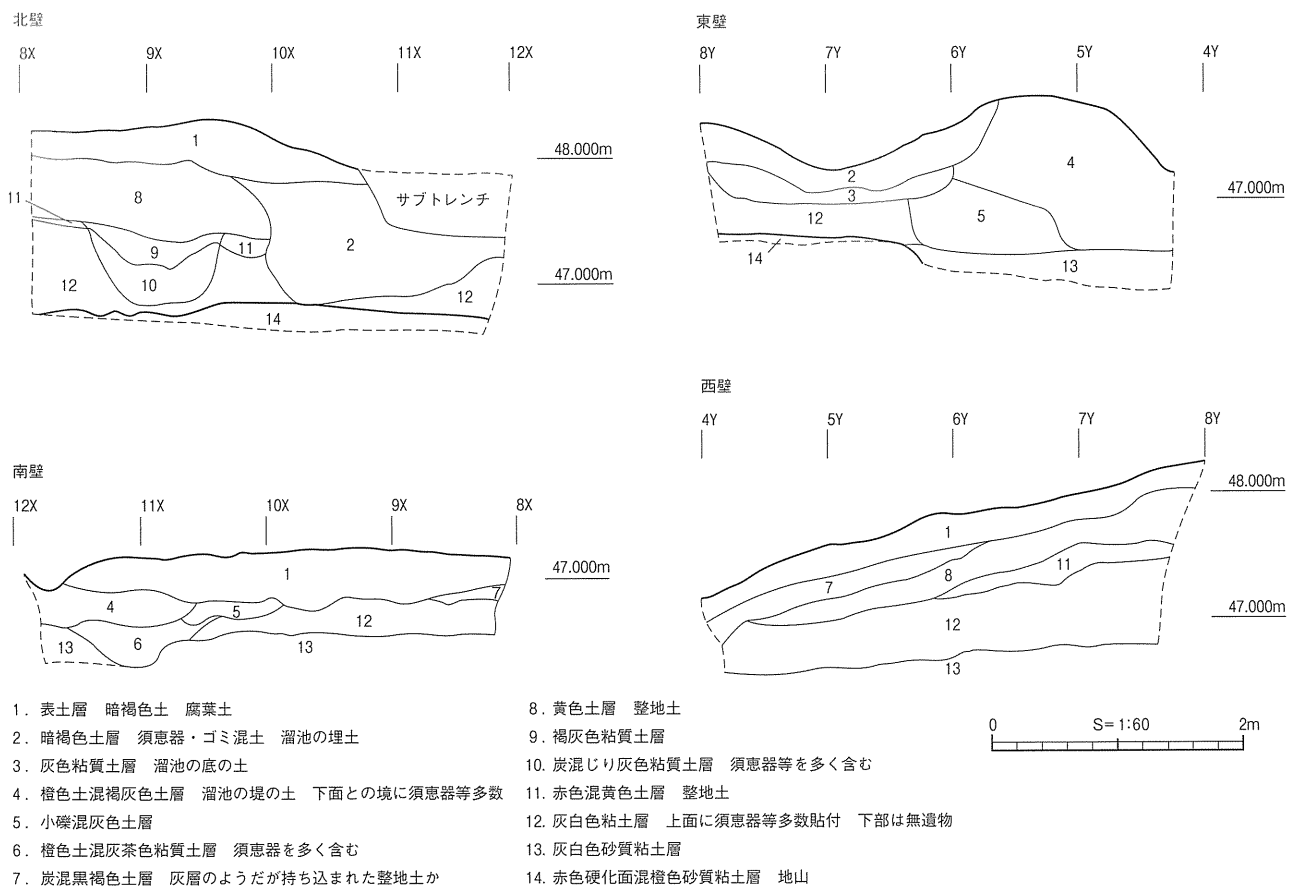 北壁
8X 9X 10X 11X 12X
1
48.000m
サブトレンチ
8
11
2
9
11
47.000m
10
12
12
14
東壁
8Y 7Y 6Y 5Y 4Y
4
2
47.000m
3
12
5
14
13
南壁
12X 11X 10X 9X 8X
47.000m
1
7
4
5
12
6
13
13
西壁
4Y 5Y 6Y 7Y 8Y
48.000m
1
11
8
7
47.000m
12
13
1. 表土層 暗褐色土 腐葉土
2. 暗褐色土層 須恵器・ゴミ混土 溜池の埋土
3. 灰色粘質土層 溜池の底の土
4. 橙色土混褐灰色土層 溜池の堤の土 下面との境に須恵器等多数
5. 小礫混灰色土層
6. 橙色土混灰茶色粘質土層 須恵器を多く含む
7. 炭混黒褐色土層 灰層のようだが持ち込まれた整地土か
8. 黄色土層 整地土
9. 褐灰色粘質土層
10. 炭混じり灰色粘質土層 須恵器等を多く含む
11. 赤色混黄色土層 整地土
12. 灰白色粘土層 上面に須恵器等多数貼付 下部は無遺物
13. 灰白色砂質粘土層
14. 赤色硬化面混橙色砂質粘土層 地山
0 S=1:60 2m